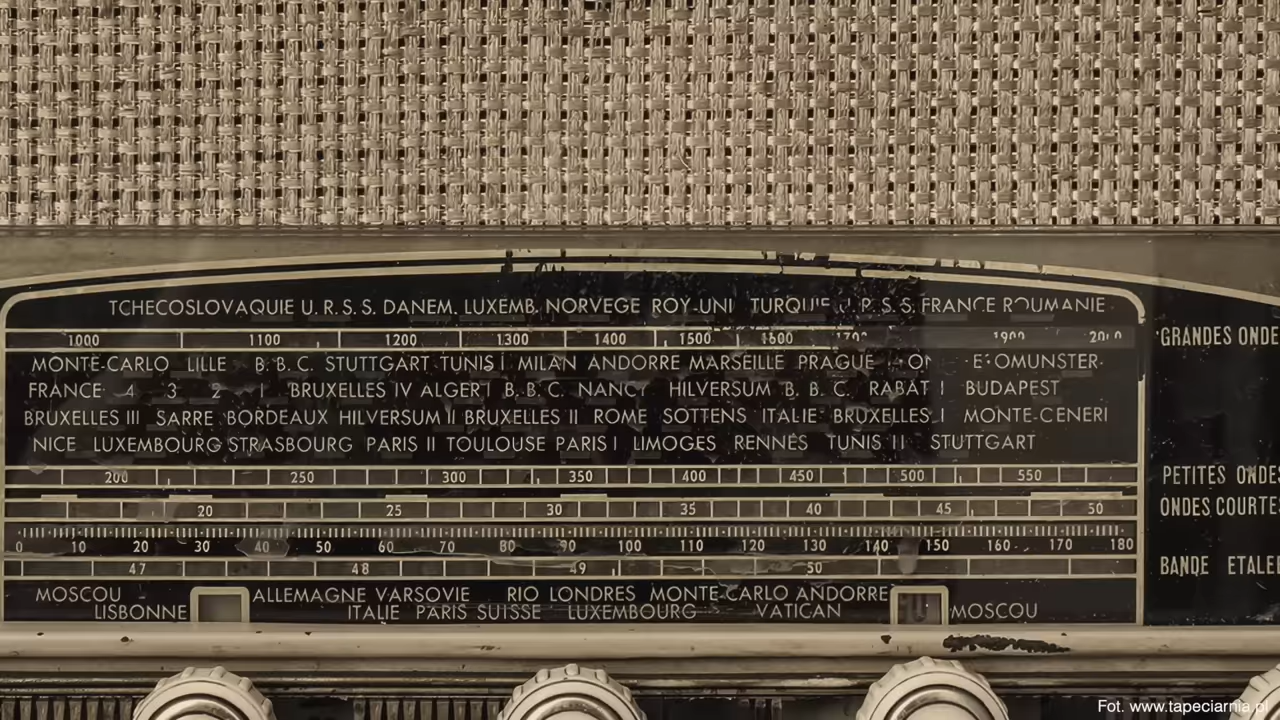 TCHECOSLOVAQUIE U.R.S.S. DANEM. LUXEMB. NORVEGE ROY-UNI S.S. FRANCE ROUMANIE
1000 1100 1200 1300 1400 1500 1600 GRANDES
MONTE-CARLO LILLE B.B.C. STUTTGART TUNIS I MILAN ANDORRE MARSEILLE PRAGUE
FRANCE 4 3 2 I BRUXELLES IV ALGER I B.B.C. NANCY HILVERSUM B.B.C. RABAT I BUDAPEST
BRUXELLES III SARRE BORDEAUX HILVERSUM II BRUXELLES II ROME SOTTENS ITALIE BRUXELLES I MONTE-CENERI
NICE LUXEMBOURG STRASBOURG PARIS II TOULOUSE PARIS I LIMOGES RENNES TUNIS II STUTTGART
200 250 300 350 400 450 500 550 PETITES ONDES
20 25 30 35 40 45 50 ONDES COURTES
0 10 20 30 40 50 60 70 80 90 100 110 120 130 140 150 160 170 180
47 48 49 50 BANDE ETALEE
MOSCOU ALLEMAGNE VARSOVIE RIO LONDRES MONTE-CARLO ANDORRE
LISBONNE ITALIE PARIS SUISSE LUXEMBOURG VATICAN MOSCOU
Fot. www.tapeciarnia.pl